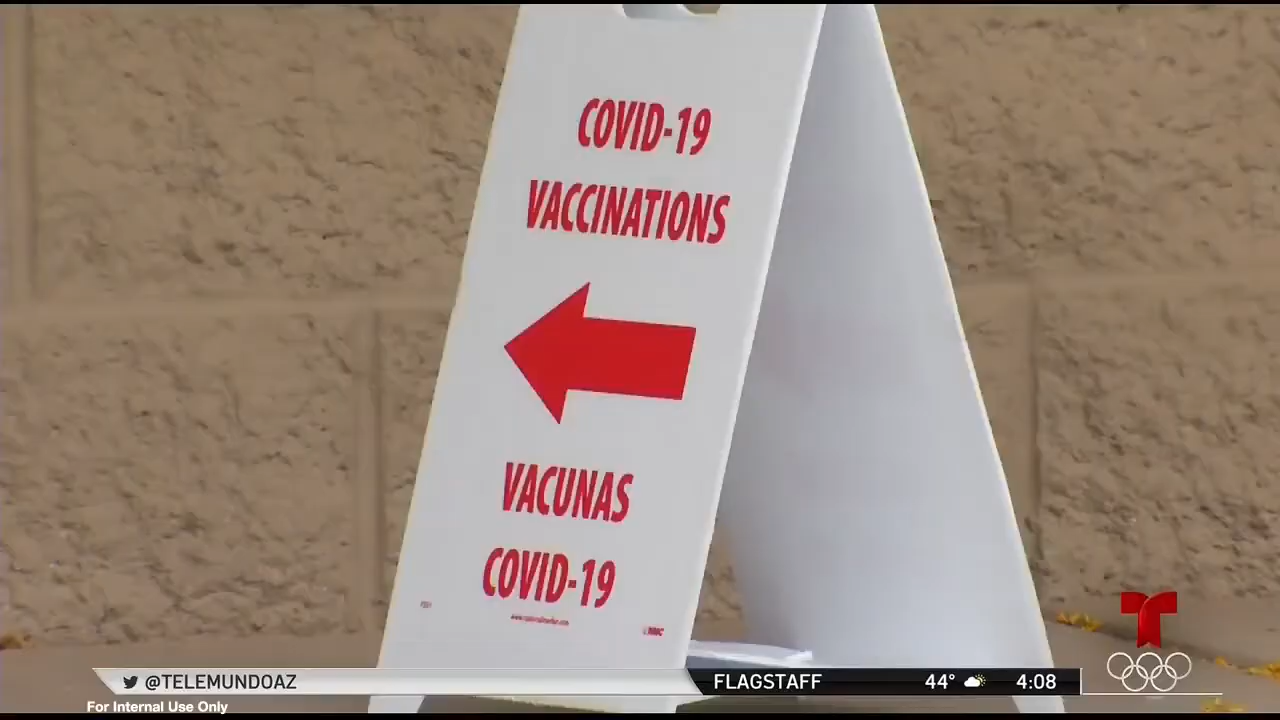 COVID-19
VACCINATIONS
VACUNAS
COVID-19
@TELEMUNDOAZ
FLAGSTAFF 44° 4:08
For Internal Use Only